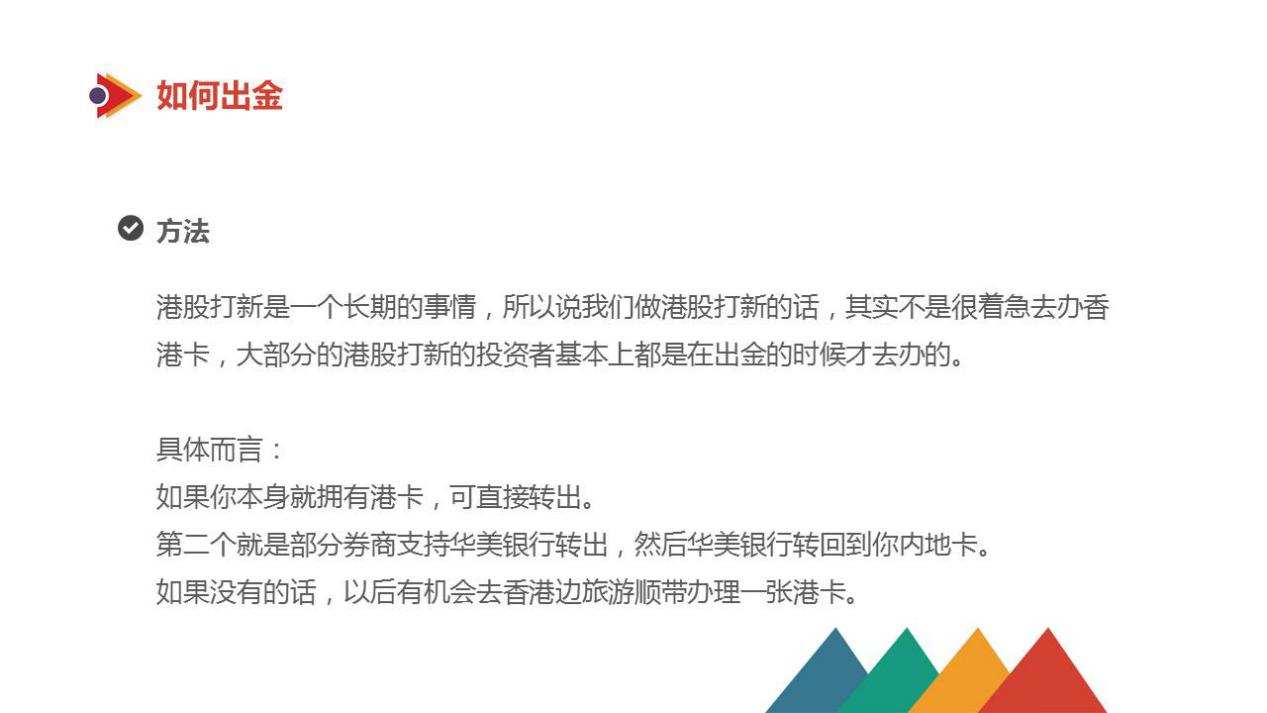 如何出金
方法
港股打新是一个长期的事情，所以说我们做港股打新的话，其实不是很着急去办香
港卡，大部分的港股打新的投资者基本上都是在出金的时候才去办的。
具体而言：
如果你本身就拥有港卡，可直接转出。
第二个就是部分券商支持华美银行转出，然后华美银行转回到你内地卡。
如果没有的话，以后有机会去香港边旅游顺带办理一张港卡。